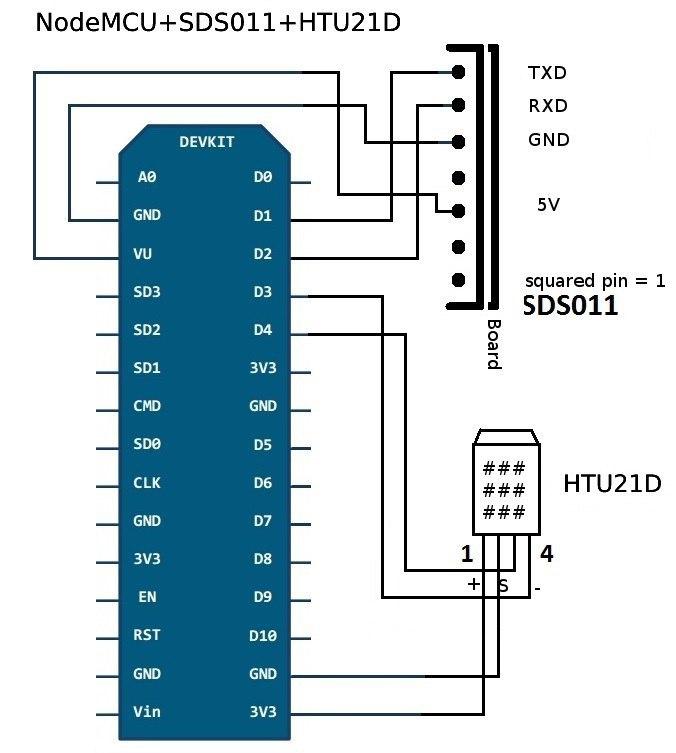 NodeMCU+SDS011+HTU21D
TXD
RXD
GND
5V
squared pin = 1
SDS011
Board
DEVKIT
A0 D0
GND D1
VU D2
SD3 D3
SD2 D4
SD1 3V3
CMD GND
SD0 D5
CLK D6
GND D7
3V3 D8
EN D9
RST D10
GND GND
Vin 3V3
###
###
###
HTU21D
1 4
+ S -